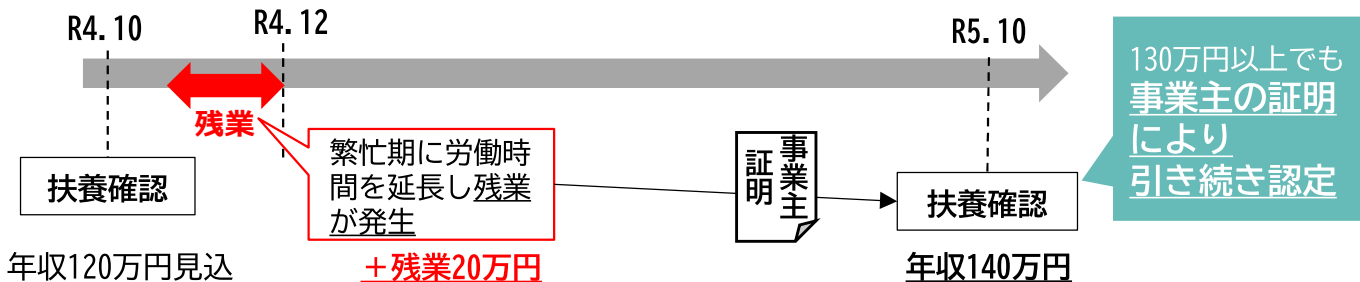 R4.10
R4.12
R5.10
残業
扶養確認
年収120万円見込
繁忙期に労働時
間を延長し残業
が発生
＋残業20万円
事業主
証明
扶養確認
年収140万円
130万円以上でも
事業主の証明
により
引き続き認定